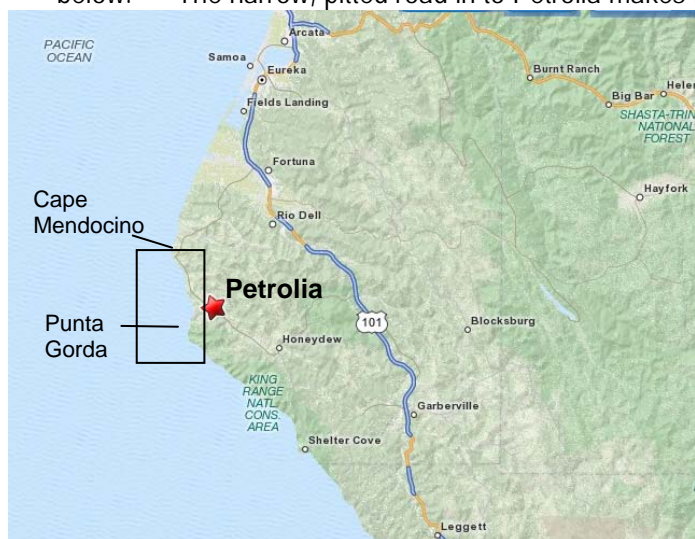 below. The narrow, pitted road in to Petrolia makes
PACIFIC
OCEAN
Arcata
Samoa
Eureka
Burnt Ranch
Fields Landing
Big Bar
SHASTA-TRIN
NATIONAL
FOREST
Fortuna
Hayfork
Cape
Mendocino
Rio Dell
Petrolia
Punta
Gorda
101
Blocksburg
Honeydew
KING
RANGE
NATL.
CONS.
AREA
Garberville
Shelter Cove
Leggett